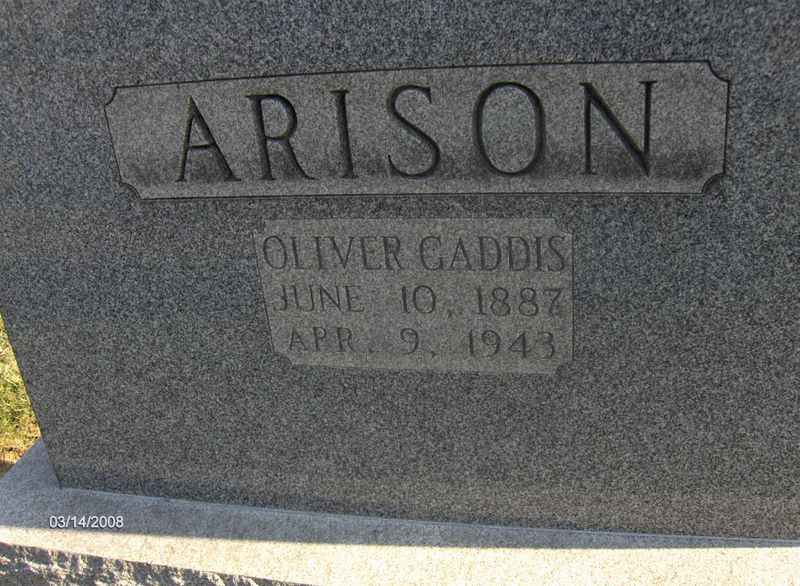 ARISON
OLIVER GADDIS
JUNE 10, 1887
APR. 9, 1943
03/14/2008